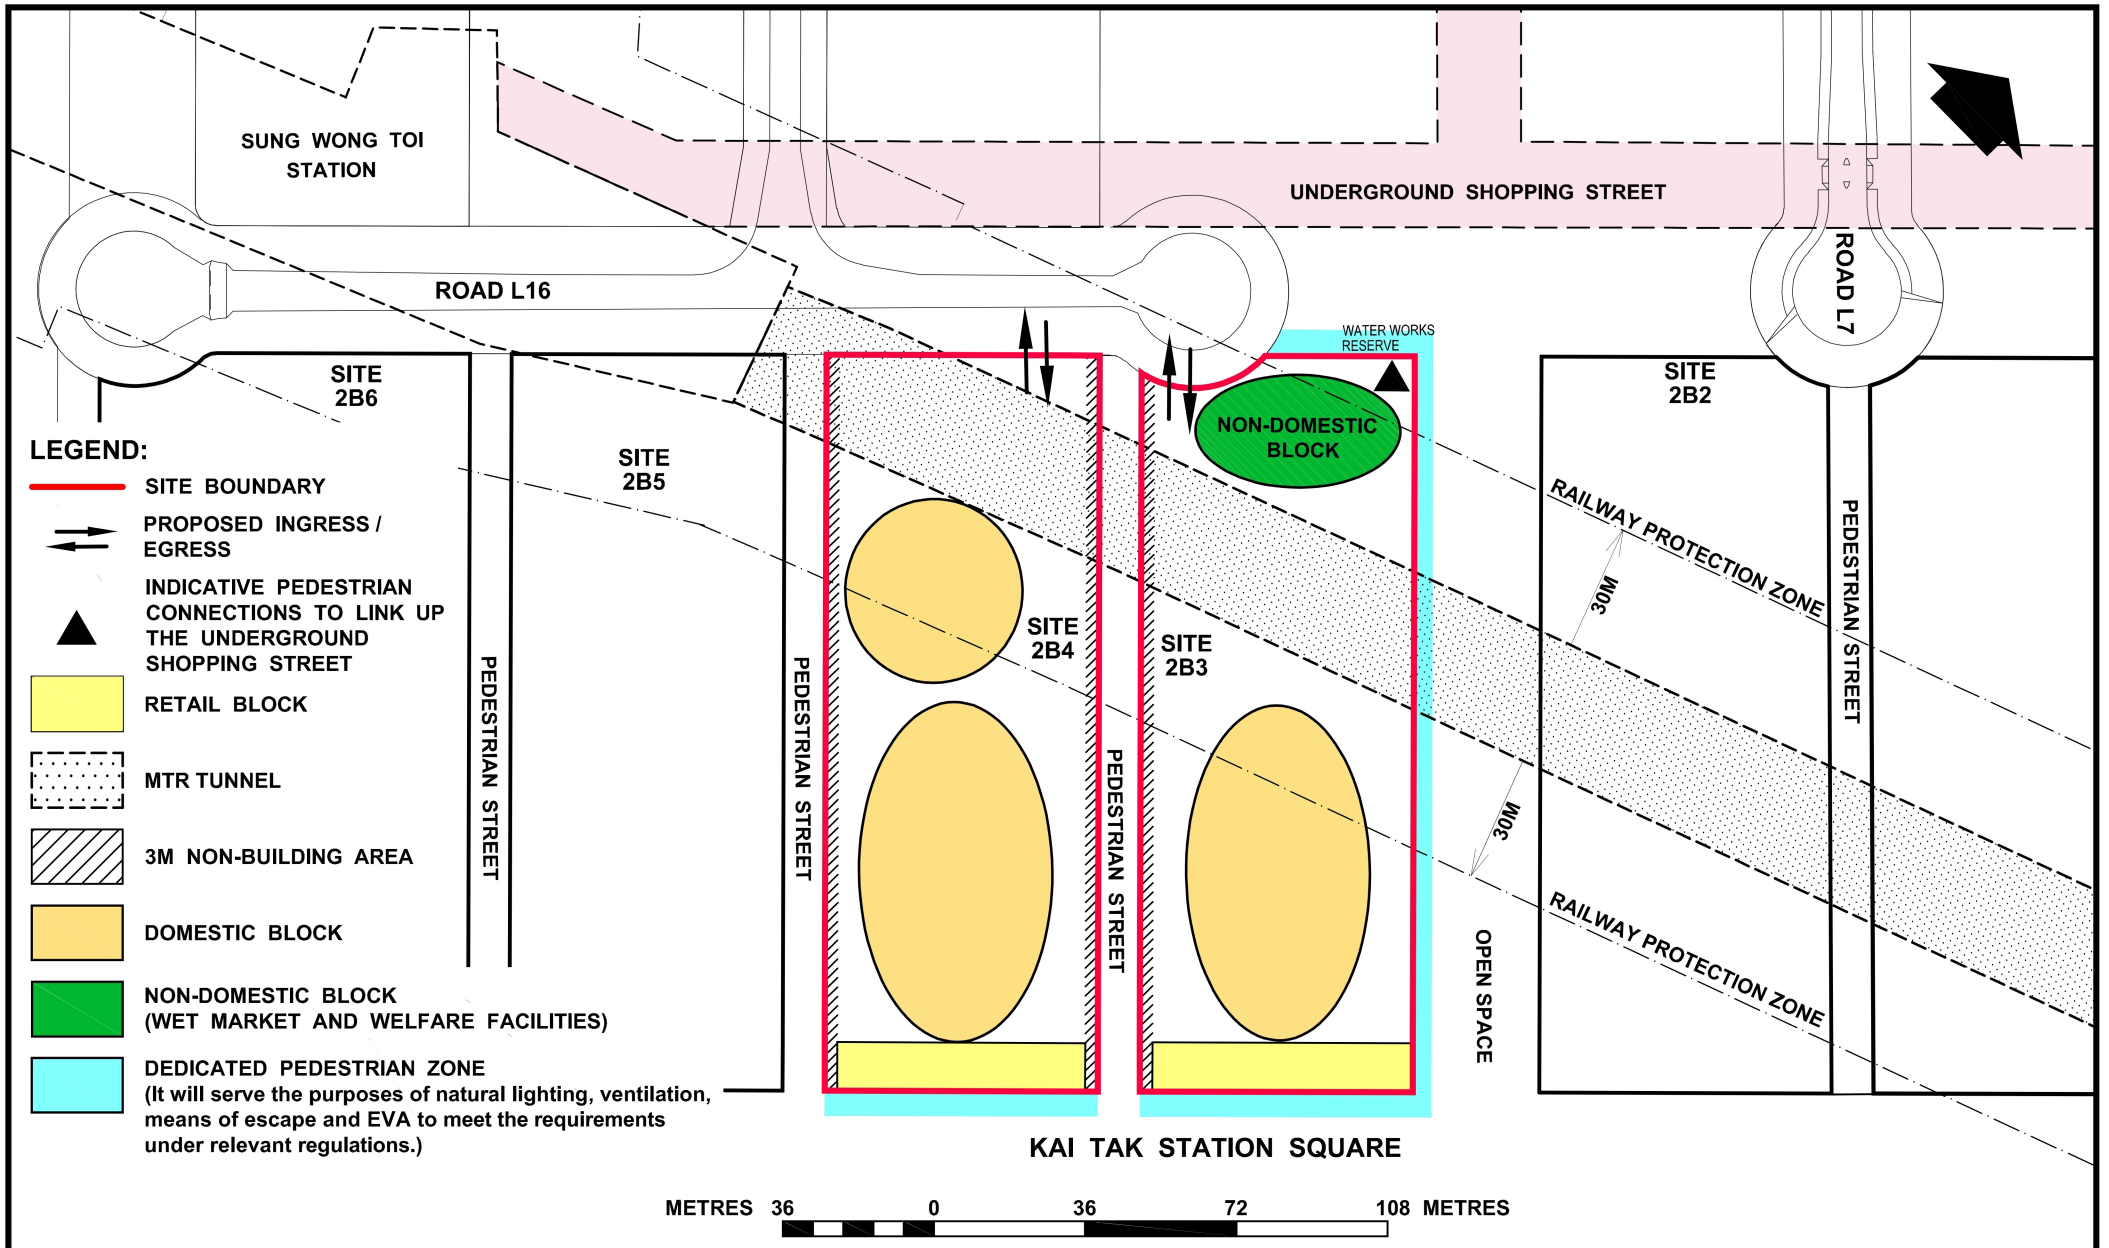 SUNG WONG TOI
STATION
UNDERGROUND SHOPPING STREET
ROAD L16
ROAD L7
WATER WORKS
RESERVE
SITE
2B6
SITE
2B5
SITE
2B4
SITE
2B3
SITE
2B2
NON-DOMESTIC
BLOCK
RAILWAY PROTECTION ZONE
30M
30M
RAILWAY PROTECTION ZONE
PEDESTRIAN STREET
PEDESTRIAN STREET
PEDESTRIAN STREET
PEDESTRIAN STREET
OPEN SPACE
LEGEND:
SITE BOUNDARY
PROPOSED INGRESS /
EGRESS
INDICATIVE PEDESTRIAN
CONNECTIONS TO LINK UP
THE UNDERGROUND
SHOPPING STREET
RETAIL BLOCK
MTR TUNNEL
3M NON-BUILDING AREA
DOMESTIC BLOCK
NON-DOMESTIC BLOCK
(WET MARKET AND WELFARE FACILITIES)
DEDICATED PEDESTRIAN ZONE
(It will serve the purposes of natural lighting, ventilation,
means of escape and EVA to meet the requirements
under relevant regulations.)
KAI TAK STATION SQUARE
METRES 36 0 36 72 108 METRES